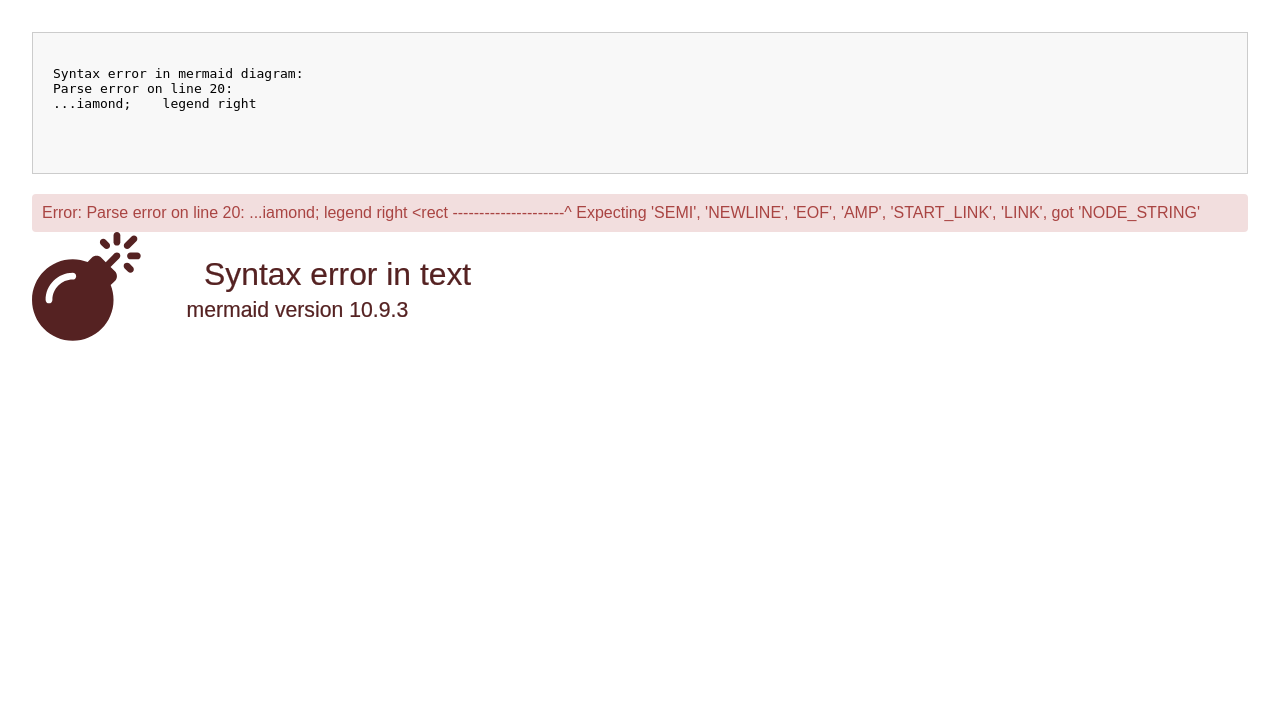 Syntax error in mermaid diagram:
Parse error on line 20:
...iamond;    legend right
Error: Parse error on line 20: ...iamond; legend right <rect ---------------------^ Expecting 'SEMI', 'NEWLINE', 'EOF', 'AMP', 'START_LINK', 'LINK', got 'NODE_STRING'
Syntax error in text
mermaid version 10.9.3